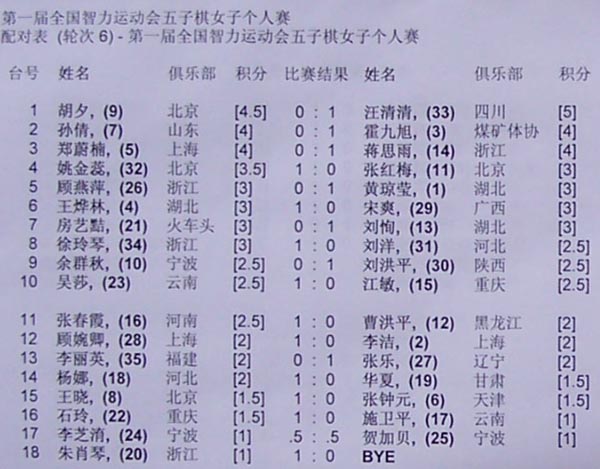 第一届全国智力运动会五子棋女子个人赛
配对表 (轮次 6) - 第一届全国智力运动会五子棋女子个人赛
台号 姓名 俱乐部 积分 比赛结果 姓名 俱乐部 积分
1 胡夕, (9) 北京 [4.5] 0 : 1 汪清清, (33) 四川 [5]
2 孙倩, (7) 山东 [4] 0 : 1 霍九旭, (3) 煤矿体协 [4]
3 郑蔚楠, (5) 上海 [4] 0 : 1 蒋思雨, (14) 浙江 [4]
4 姚金蕊, (32) 北京 [3.5] 1 : 0 张红梅, (11) 北京 [3]
5 顾燕萍, (26) 浙江 [3] 0 : 1 黄琼莹, (1) 湖北 [3]
6 王烨林, (4) 湖北 [3] 1 : 0 宋爽, (29) 广西 [3]
7 房艺黠, (21) 火车头 [3] 0 : 1 刘恂, (13) 湖北 [3]
8 徐玲琴, (34) 浙江 [3] 1 : 0 刘洋, (31) 河北 [2.5]
9 余群秋, (10) 宁波 [2.5] 0 : 1 刘洪平, (30) 陕西 [2.5]
10 吴莎, (23) 云南 [2.5] 1 : 0 江敏, (15) 重庆 [2.5]
11 张春霞, (16) 河南 [2.5] 1 : 0 曹洪平, (12) 黑龙江 [2]
12 顾婉卿, (28) 上海 [2] 1 : 0 李洁, (2) 上海 [2]
13 李丽英, (35) 福建 [2] 0 : 1 张乐, (27) 辽宁 [2]
14 杨娜, (18) 河北 [2] 1 : 0 华夏, (19) 甘肃 [1.5]
15 王晓, (8) 北京 [1.5] 1 : 0 张钟元, (6) 天津 [1.5]
16 石玲, (22) 重庆 [1.5] 1 : 0 施卫平, (17) 云南 [1]
17 李芝淯, (24) 宁波 [1] .5 : .5 贺加贝, (25) 宁波 [1]
18 朱肖琴, (20) 浙江 [1] 1 : 0 BYE